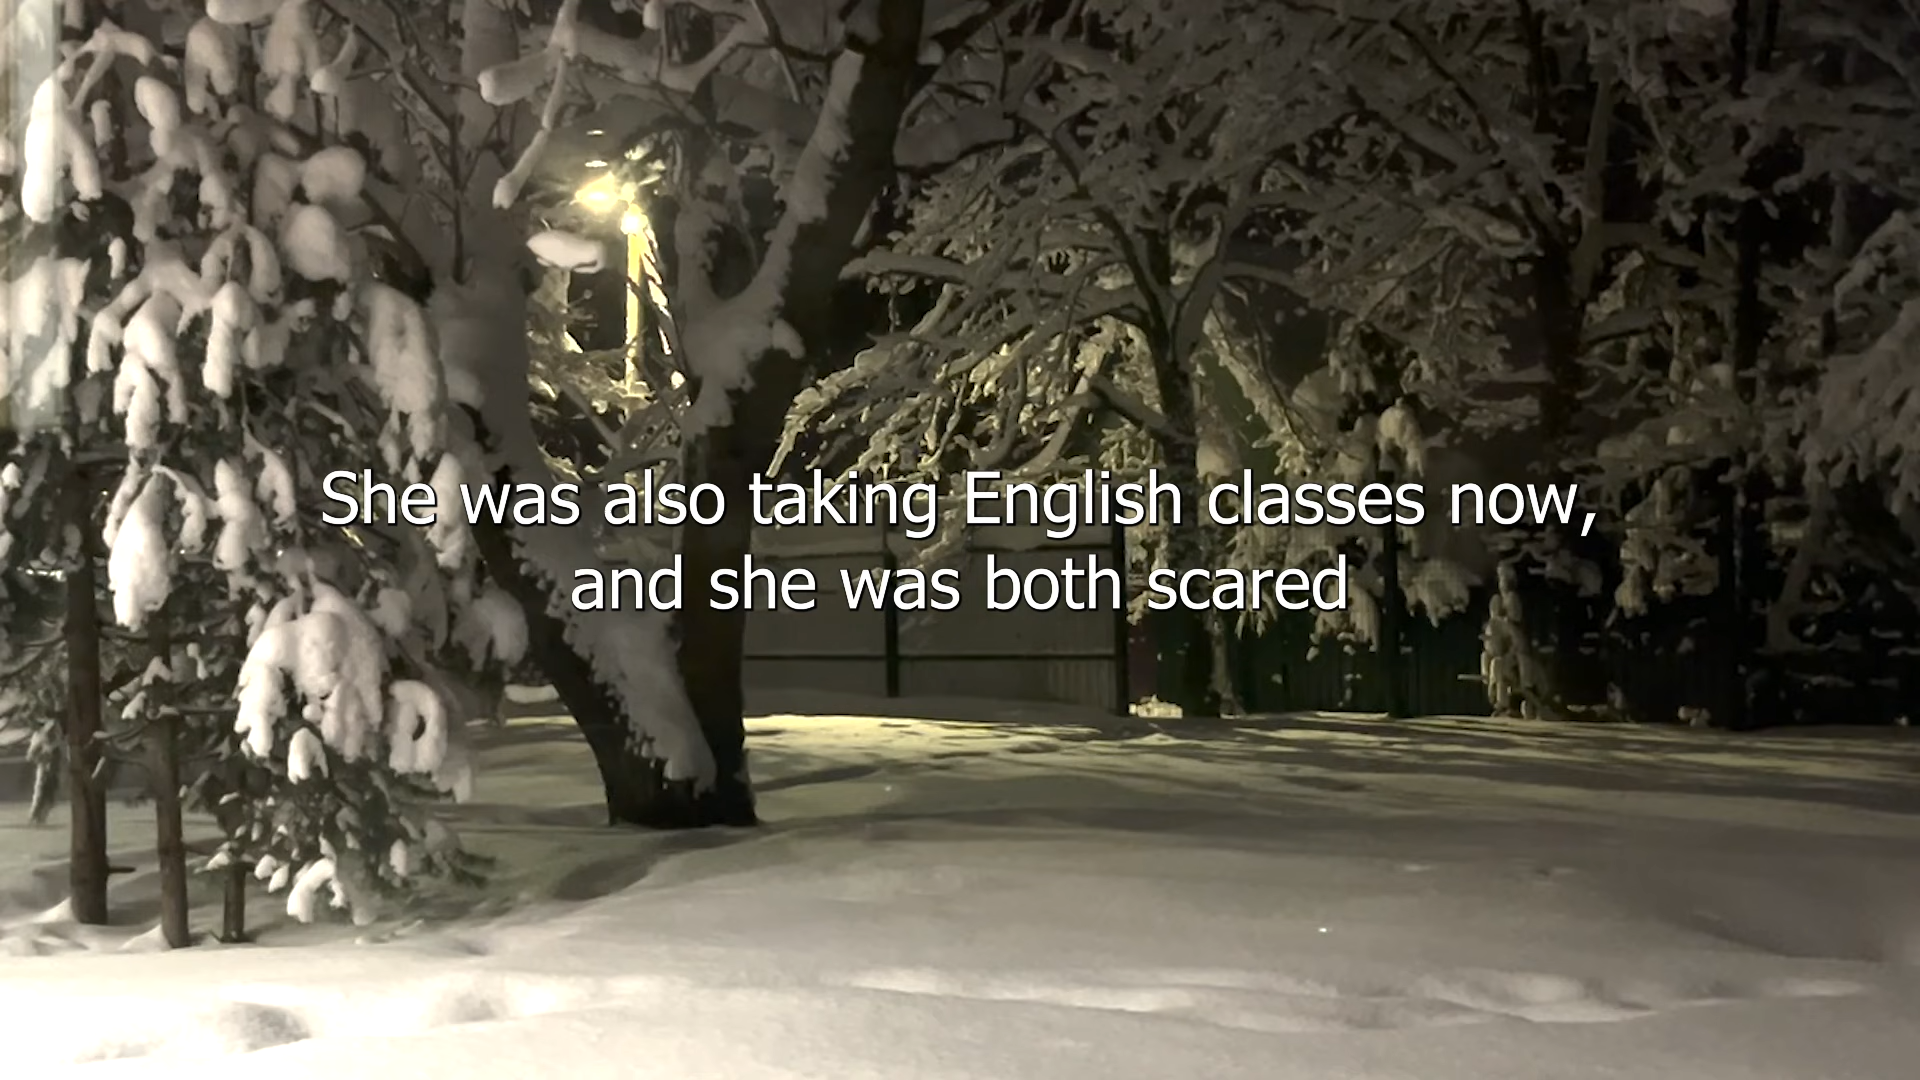 She was also taking English classes now,
and she was both scared